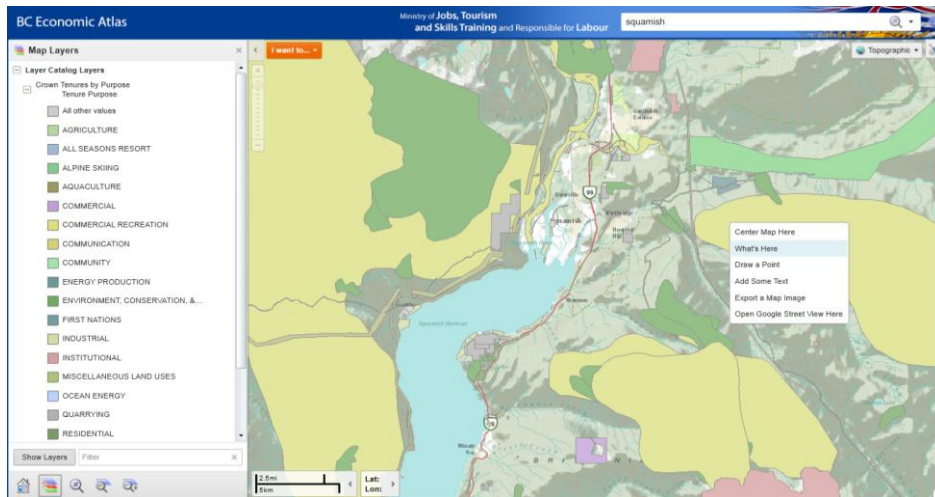 BC Economic Atlas
Ministry of Jobs, Tourism
and Skills Training and Responsible for Labour
squamish
Map Layers
I want to...
Topographic
Layer Catalog Layers
Crown Tenures by Purpose
Tenure Purpose
All other values
AGRICULTURE
ALL SEASONS RESORT
ALPINE SKIING
AQUACULTURE
COMMERCIAL
COMMERCIAL RECREATION
COMMUNICATION
COMMUNITY
ENERGY PRODUCTION
ENVIRONMENT, CONSERVATION, &...
FIRST NATIONS
INDUSTRIAL
INSTITUTIONAL
MISCELLANEOUS LAND USES
OCEAN ENERGY
QUARRYING
RESIDENTIAL
Show Layers
Filter
99
Squamish
Squamish Harbour
Center Map Here
What's Here
Draw a Point
Add Some Text
Export a Map Image
Open Google Street View Here
99
2.5mi
5km
Lat:
Lon: